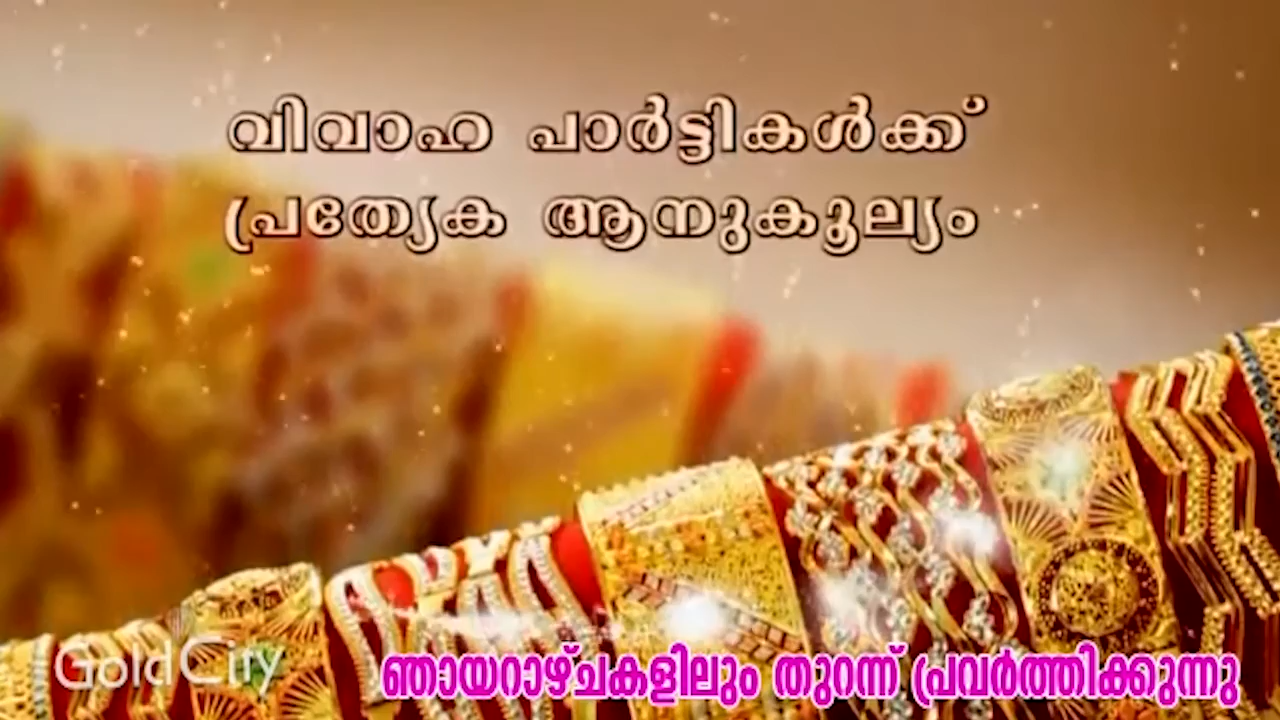 വിവാഹ പാർട്ടികൾക്ക്
പ്രത്യേക ആനുകൂല്യം
GoldCity
ഞായറാഴ്ചകളിലും തുറന്ന് പ്രവർത്തിക്കുന്നു